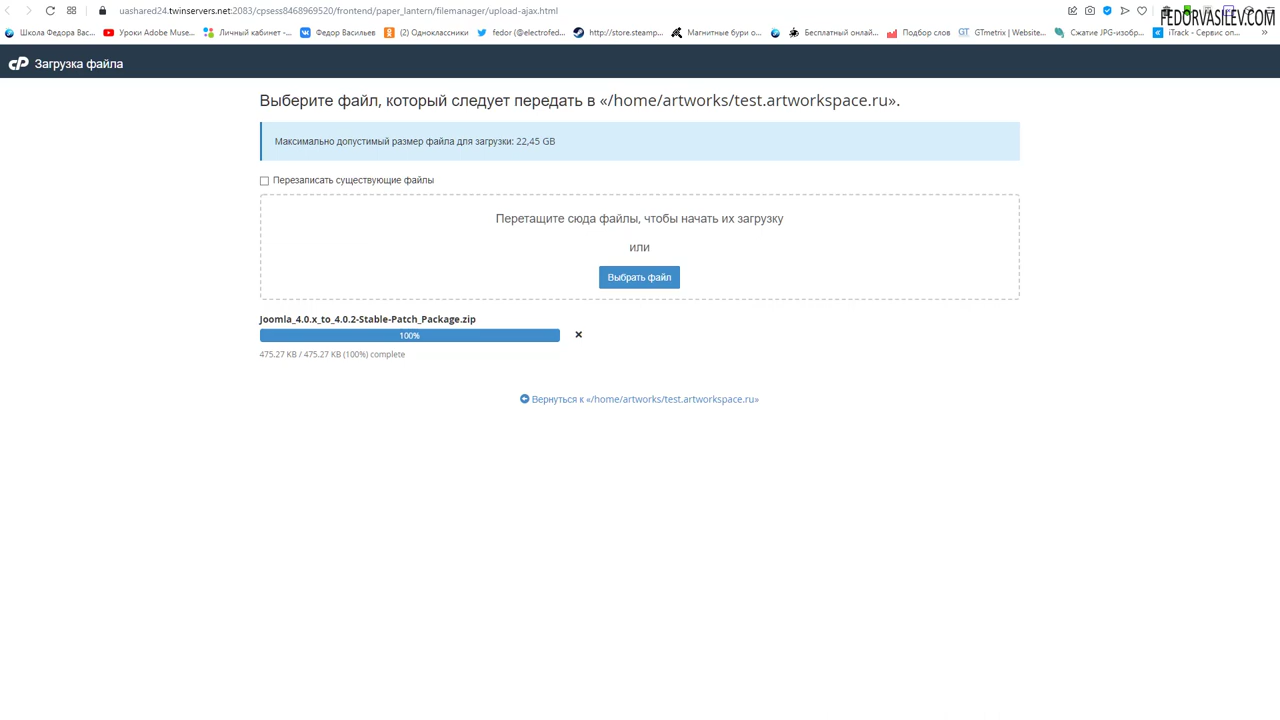 uashared24.twinservers.net:2083/cpsess8468969520/frontend/paper_lantern/filemanager/upload-ajax.html
FEDORVASILEV.COM
Школа Федора Вас... Уроки Adobe Muse... Личный кабинет -... Федор Васильев (2) Одноклассники fedor (@electrofed... http://store.steamp... Магнитные бури о... Бесплатный онлай... Подбор слов GT GTmetrix | Website... Сжатие JPG-изобр... iTrack - Сервис оп...
cP Загрузка файла
Выберите файл, который следует передать в «/home/artworks/test.artworkspace.ru».
Максимально допустимый размер файла для загрузки: 22,45 GB
Перезаписать существующие файлы
Перетащите сюда файлы, чтобы начать их загрузку
или
Выбрать файл
Joomla_4.0.x_to_4.0.2-Stable-Patch_Package.zip
100%
475.27 KB / 475.27 KB (100%) complete
Вернуться к «/home/artworks/test.artworkspace.ru»